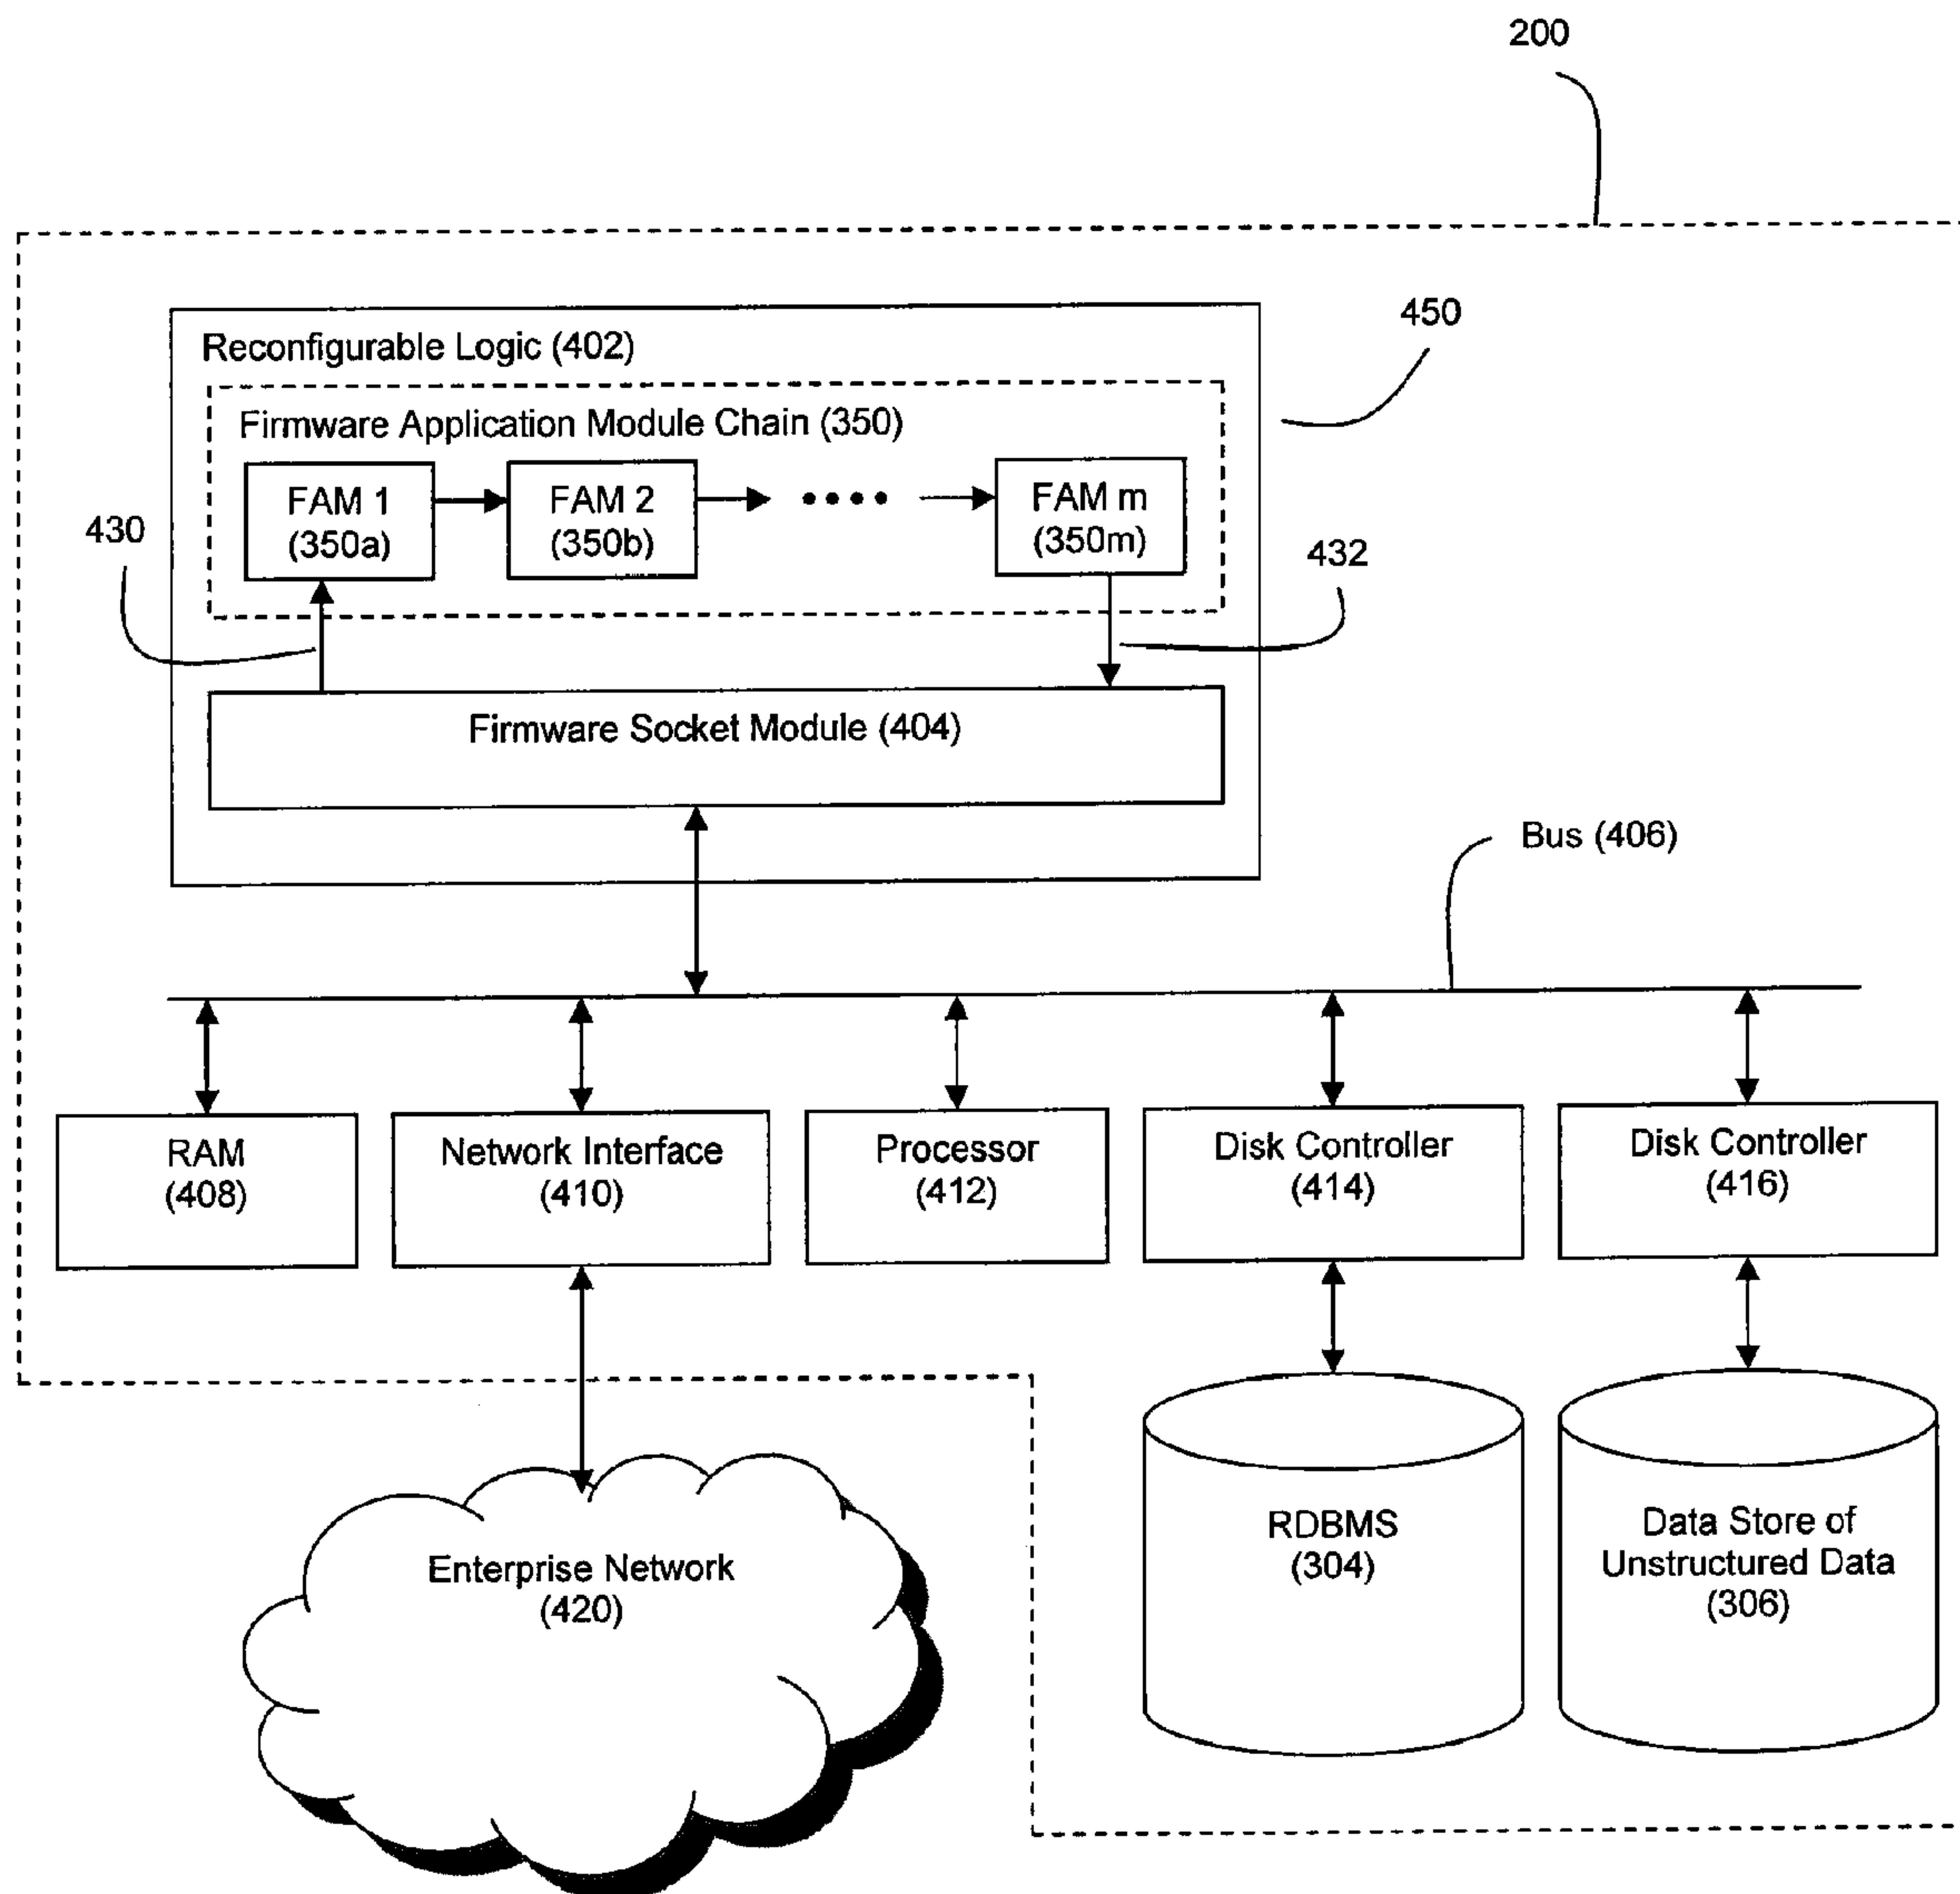 200
450
Reconfigurable Logic (402)
Firmware Application Module Chain (350)
FAM 1
(350a)
FAM 2
(350b)
FAM m
(350m)
430
432
Firmware Socket Module (404)
Bus (406)
RAM
(408)
Network Interface
(410)
Processor
(412)
Disk Controller
(414)
Disk Controller
(416)
Enterprise Network
(420)
RDBMS
(304)
Data Store of
Unstructured Data
(306)